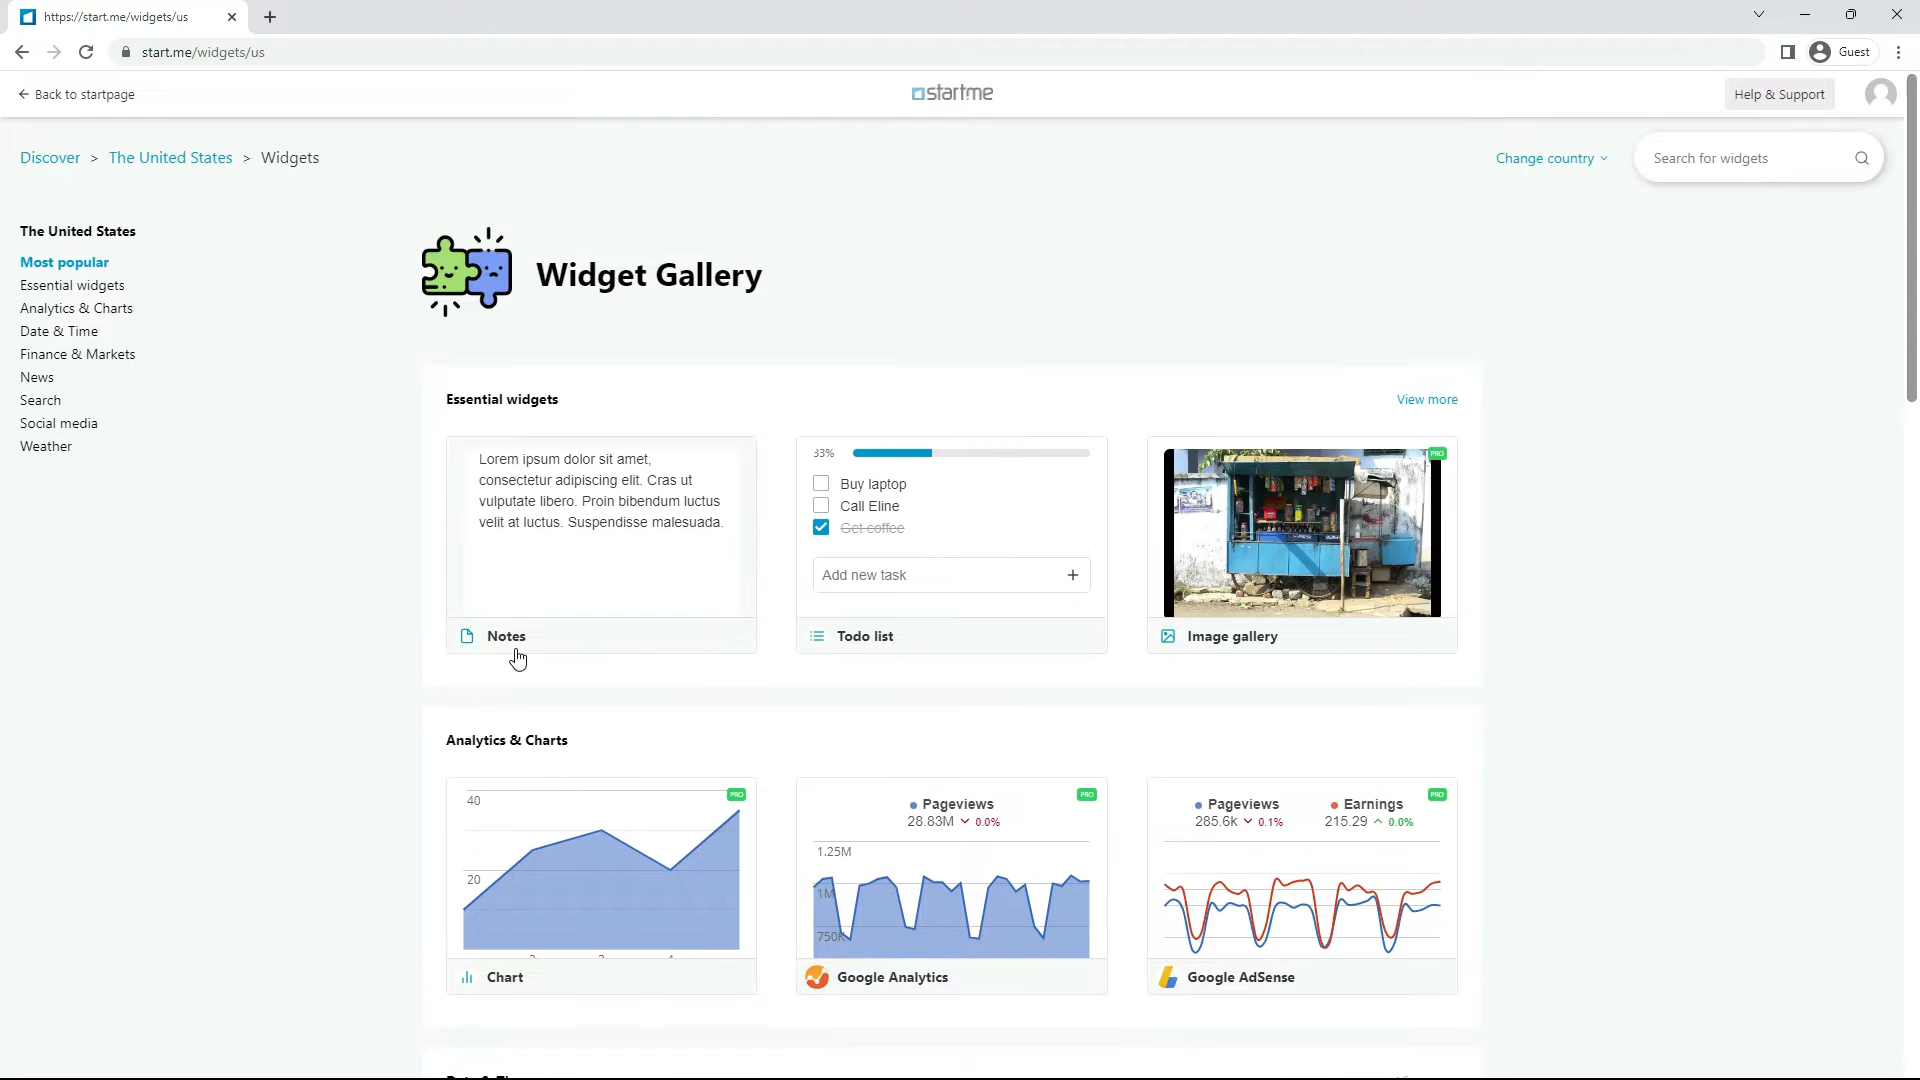 https://start.me/widgets/us
start.me/widgets/us
Guest
Back to startpage
startme
Help & Support
Discover > The United States > Widgets
Change country
Search for widgets
The United States
Most popular
Essential widgets
Analytics & Charts
Date & Time
Finance & Markets
News
Search
Social media
Weather
Widget Gallery
Essential widgets
View more
Lorem ipsum dolor sit amet,
consectetur adipiscing elit. Cras ut
vulputate libero. Proin bibendum luctus
velit at luctus. Suspendisse malesuada.
Notes
33%
Buy laptop
Call Eline
Get coffee
Add new task
Todo list
PRO
Image gallery
Analytics & Charts
PRO
40
20
Chart
PRO
Pageviews
28.83M 0.0%
1.25M
1M
750K
Google Analytics
PRO
Pageviews Earnings
285.6k 0.1% 215.29 0.0%
Google AdSense